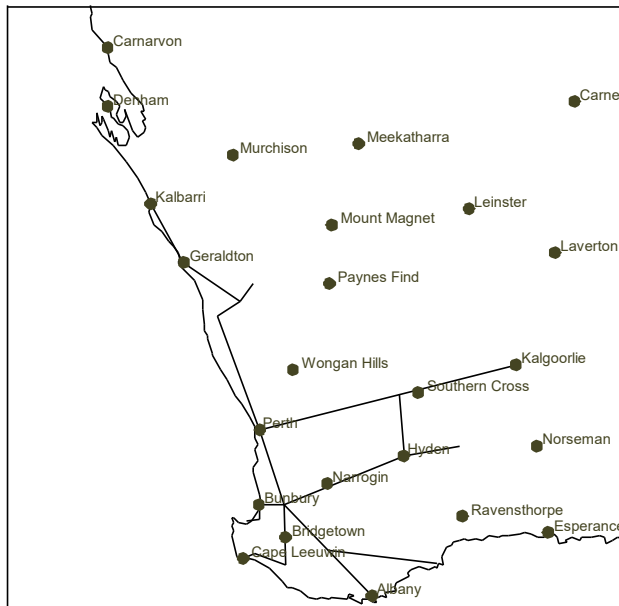 Carnarvon
Denham
Carne
Meekatharra
Murchison
Kalbarri
Leinster
Mount Magnet
Geraldton
Laverton
Paynes Find
Wongan Hills
Kalgoorlie
Southern Cross
Perth
Hyden
Norseman
Narrogin
Bunbury
Ravensthorpe
Esperance
Bridgetown
Cape Leeuwin
Albany